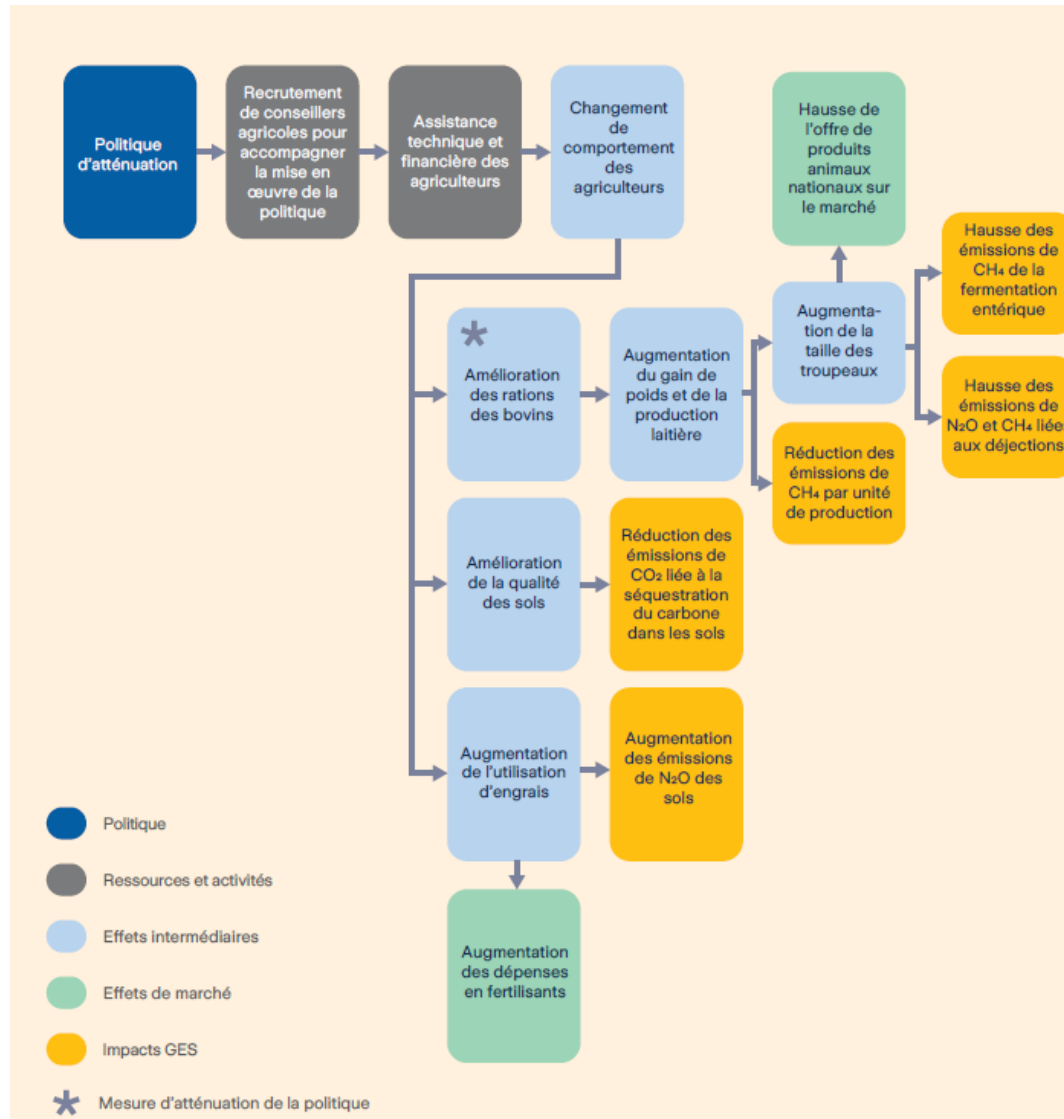 Politique
d'atténuation
Recrutement
de conseillers
agricoles pour
accompagner
la mise en
œuvre de la
politique
Assistance
technique et
financière des
agriculteurs
Changement
de
comportement
des
agriculteurs
Hausse de
l'offre de
produits
animaux
nationaux sur
le marché
Hausse des
émissions de
CH₄ de la
fermentation
entérique
Amélioration
des rations
des bovins
Augmentation
du gain de
poids et de la
production
laitière
Augmenta-
tion de la
taille des
troupeaux
Hausse des
émissions de
N₂O et CH₄ liées
aux déjections
Réduction des
émissions de
CH₄ par unité
de production
Amélioration
de la qualité
des sols
Réduction des
émissions de
CO₂ liée à la
séquestration
du carbone
dans les sols
Augmentation
de l'utilisation
d'engrais
Augmentation
des émissions
de N₂O des
sols
Augmentation
des dépenses
en fertilisants
Politique
Ressources et activités
Effets intermédiaires
Effets de marché
Impacts GES
Mesure d'atténuation de la politique